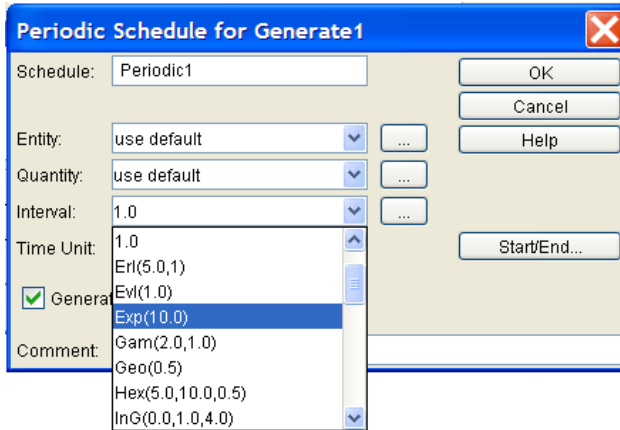 Periodic Schedule for Generate1
Schedule: Periodic1
OK
Cancel
Entity: use default ...
Help
Quantity: use default ...
Interval: 1.0 ...
Time Unit:
Start/End...
1.0
Erl(5.0,1)
Evl(1.0)
Exp(10.0)
Gam(2.0,1.0)
Geo(0.5)
Hex(5.0,10.0,0.5)
InG(0.0,1.0,4.0)
Comment: